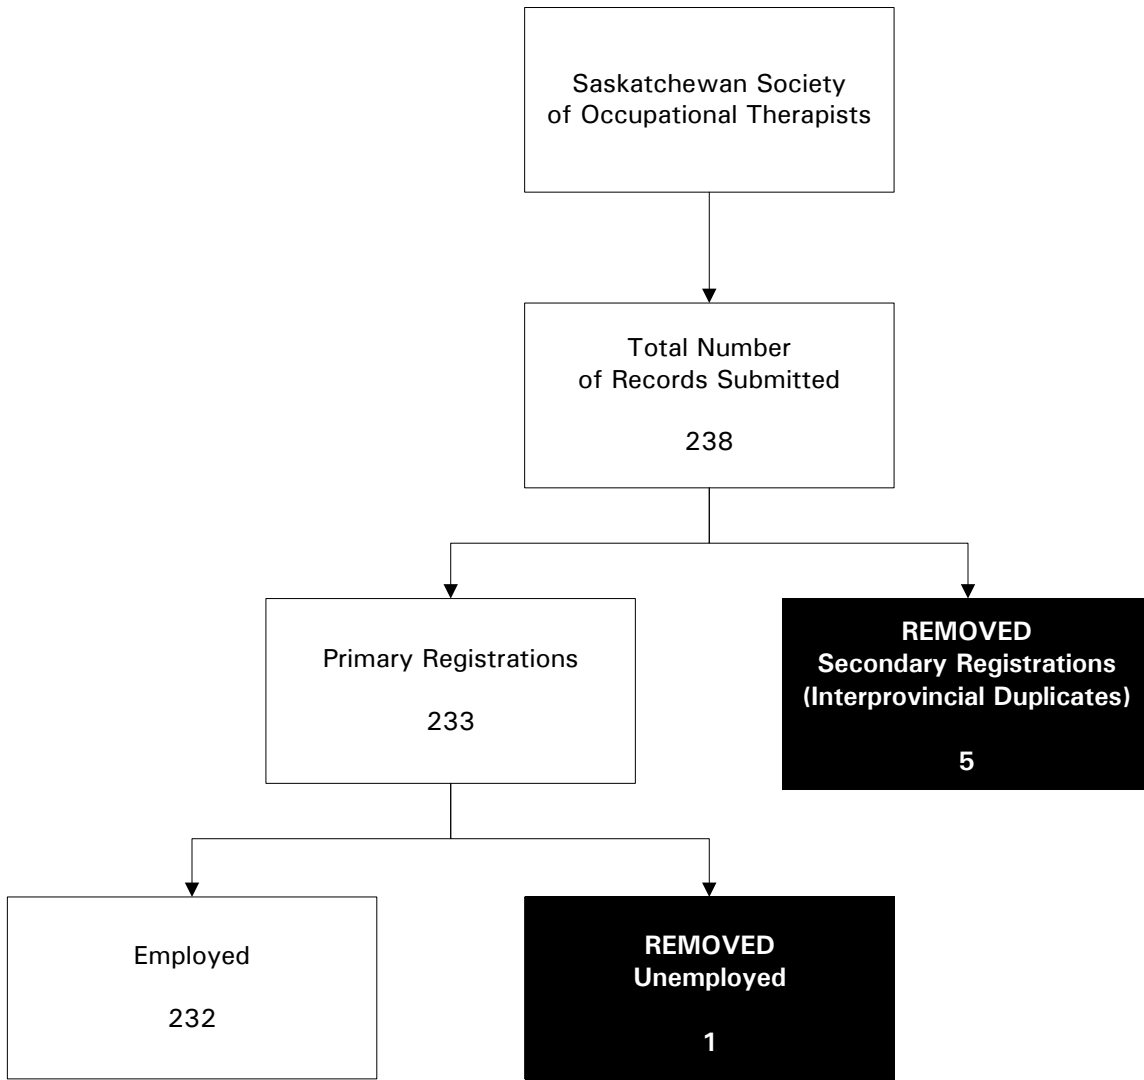 Saskatchewan Society
of Occupational Therapists
Total Number
of Records Submitted
238
Primary Registrations
233
REMOVED
Secondary Registrations
(Interprovincial Duplicates)
5
Employed
232
REMOVED
Unemployed
1